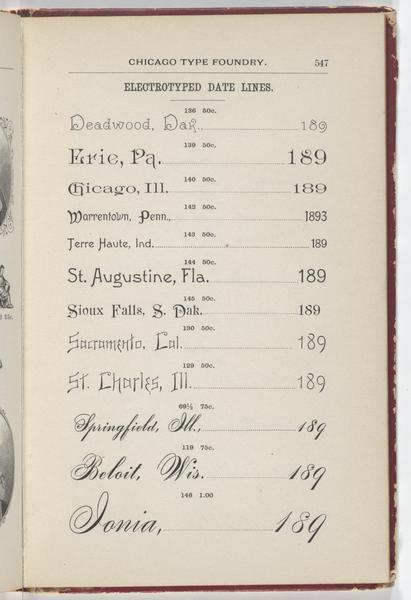 CHICAGO TYPE FOUNDRY. 547
ELECTROTYPED DATE LINES.
136 50c.
Deadwood, Dak., 189
139 50c.
Erie, Pa. 189
140 50c.
Chicago, Ill. 189
142 50c.
Warrentown, Penn., 1893
143 50c.
Terre Haute, Ind. 189
144 50c.
St. Augustine, Fla. 189
145 50c.
Sioux Falls, S. Dak. 189
130 50c.
Sacramento, Cal. 189
129 50c.
St. Charles, Ill. 189
69½ 75c.
Springfield, Ill., 189
119 75c.
Beloit, Wis. 189
146 1.00
Ionia, 189